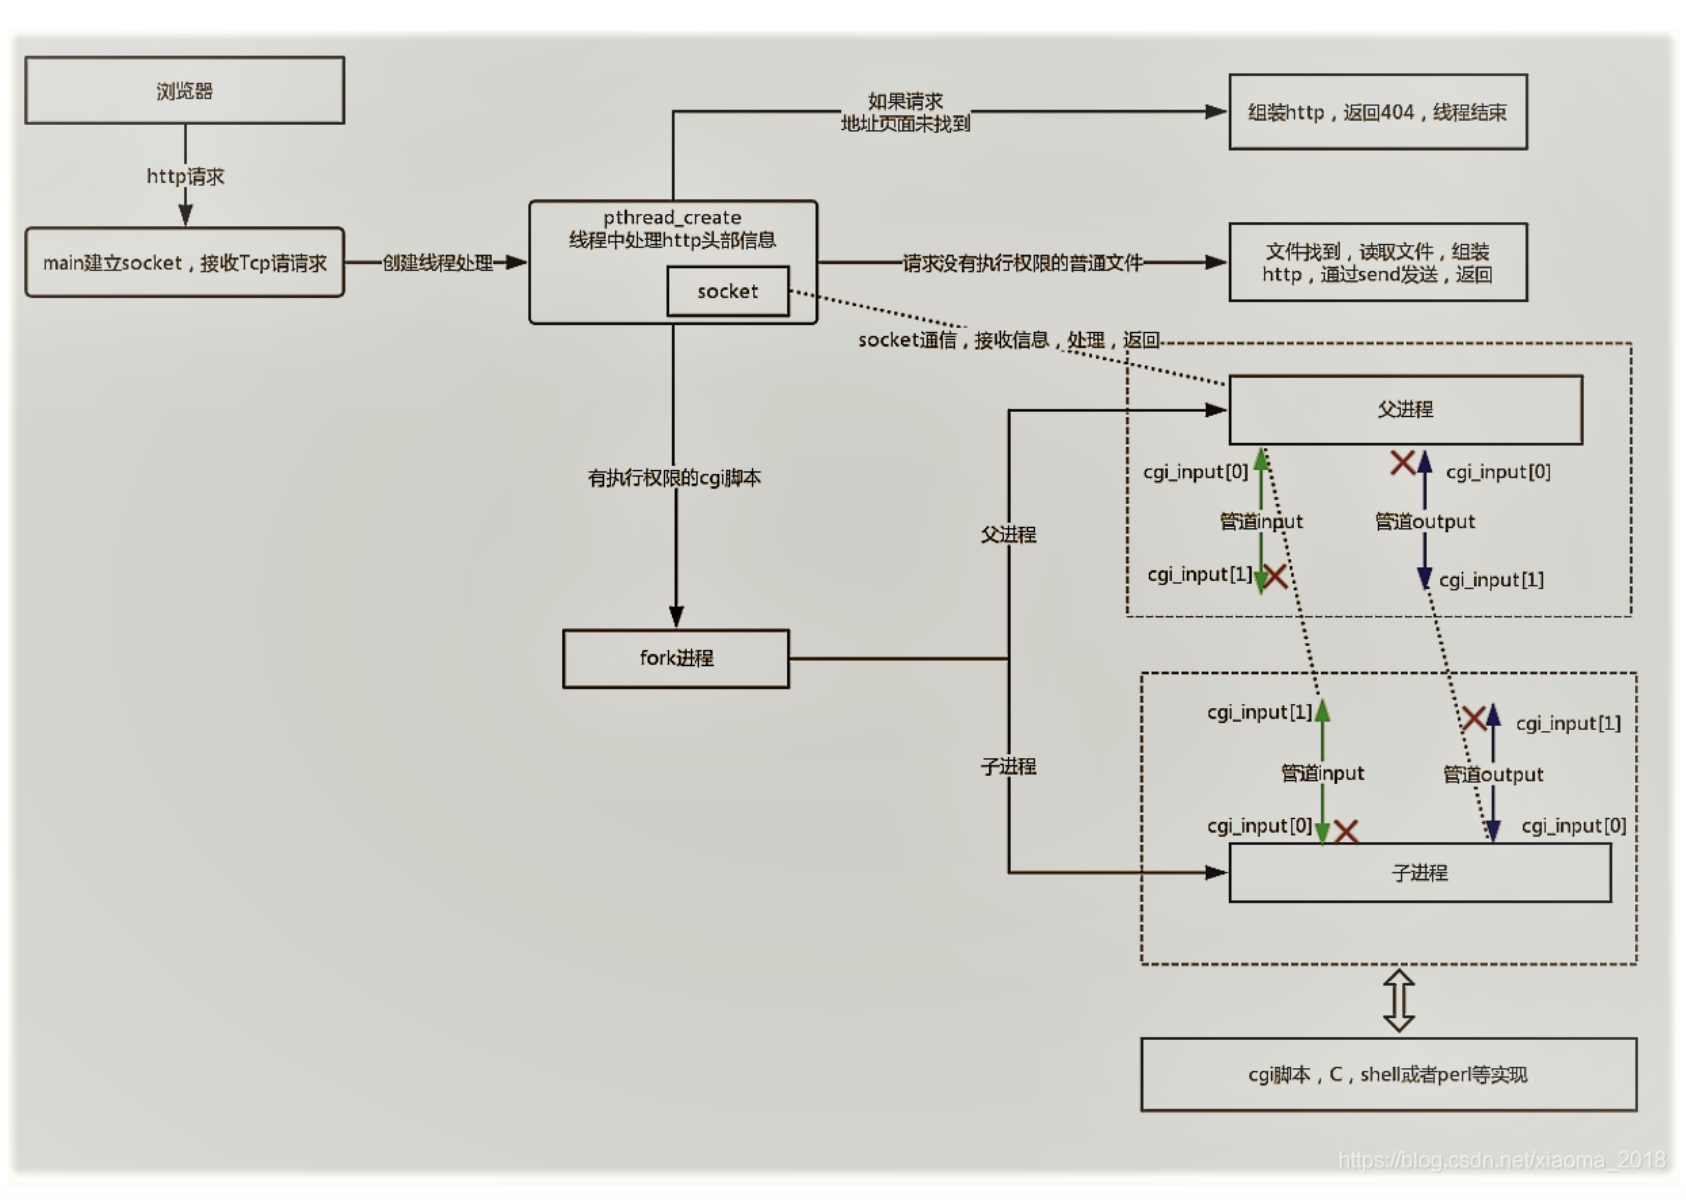 浏览器
http请求
main建立socket，接收Tcp请请求
创建线程处理
pthread_create
线程中处理http头部信息
socket
如果请求
地址页面未找到
组装http，返回404，线程结束
请求没有执行权限的普通文件
文件找到，读取文件，组装
http，通过send发送，返回
socket通信，接收信息，处理，返回
有执行权限的cgi脚本
fork进程
父进程
子进程
父进程
cgi_input[0]
cgi_input[0]
管道input
管道output
cgi_input[1]
cgi_input[1]
cgi_input[1]
cgi_input[1]
管道input
管道output
cgi_input[0]
cgi_input[0]
子进程
cgi脚本，C，shell或者perl等实现
https://blog.csdn.net/xiaoma_2018